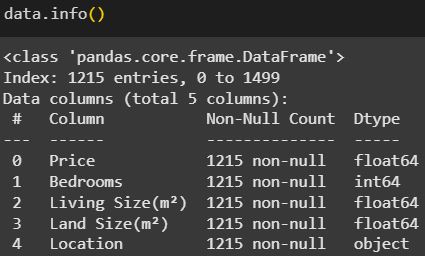 data.info()
<class 'pandas.core.frame.DataFrame'>
Index: 1215 entries, 0 to 1499
Data columns (total 5 columns):
 #   Column          Non-Null Count  Dtype
---  ------          --------------  -----
 0   Price           1215 non-null   float64
 1   Bedrooms        1215 non-null   int64
 2   Living Size(m²)  1215 non-null   float64
 3   Land Size(m²)   1215 non-null   float64
 4   Location        1215 non-null   object